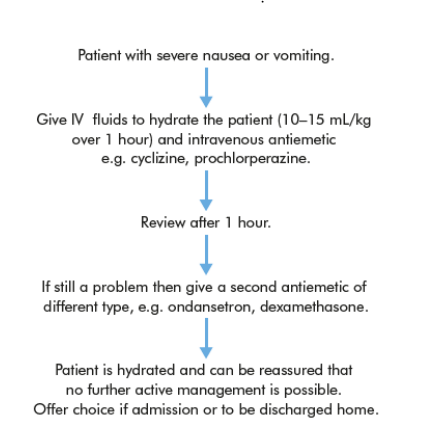 Patient with severe nausea or vomiting.
Give IV fluids to hydrate the patient (10–15 mL/kg
over 1 hour) and intravenous antiemetic
e.g. cyclizine, prochlorperazine.
Review after 1 hour.
If still a problem then give a second antiemetic of
different type, e.g. ondansetron, dexamethasone.
Patient is hydrated and can be reassured that
no further active management is possible.
Offer choice if admission or to be discharged home.